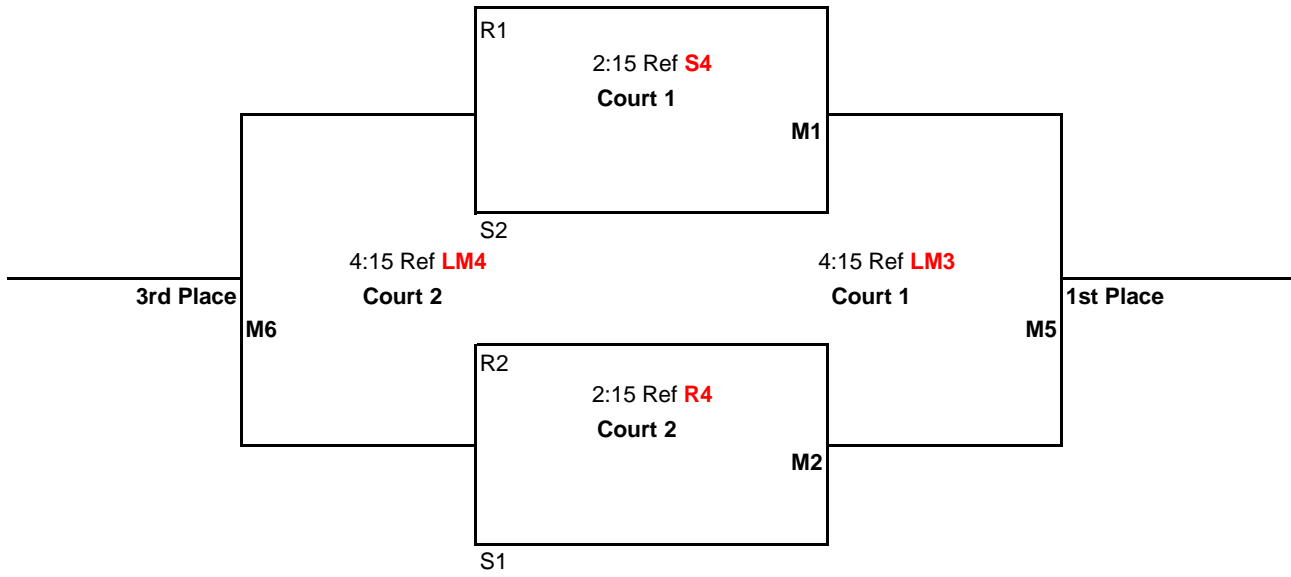 R1
2:15 Ref S4
Court 1
M1
S2
4:15 Ref LM4
Court 2
4:15 Ref LM3
Court 1
3rd Place
1st Place
M6
M5
R2
2:15 Ref R4
Court 2
M2
S1